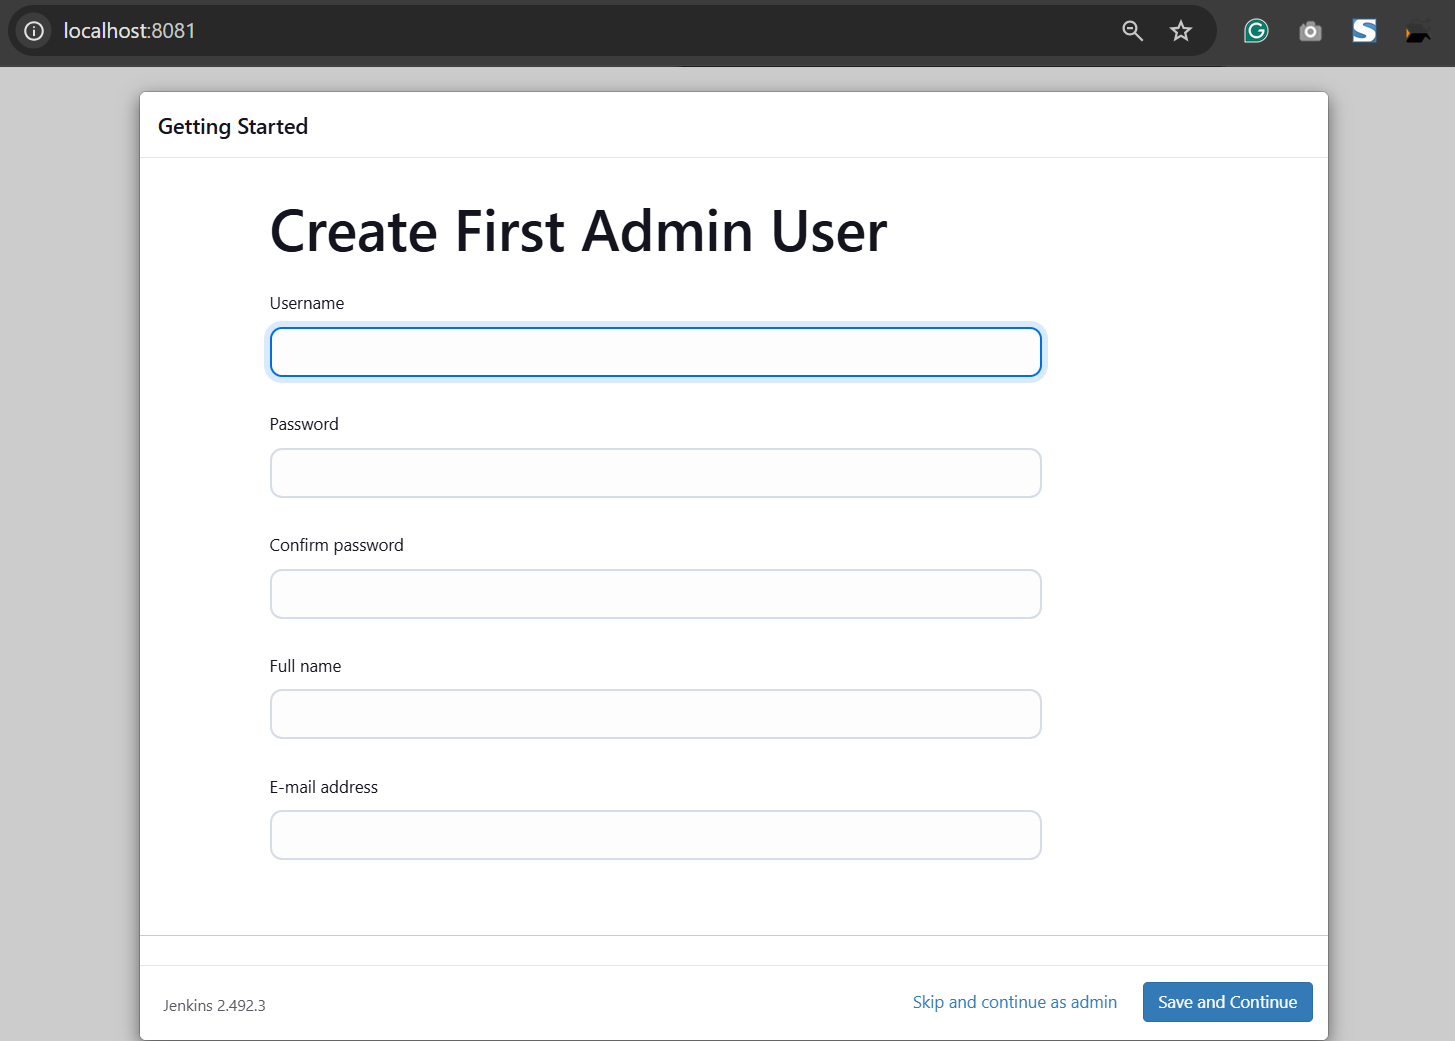 localhost:8081
Getting Started
Create First Admin User
Username
Password
Confirm password
Full name
E-mail address
Jenkins 2.492.3
Skip and continue as admin
Save and Continue